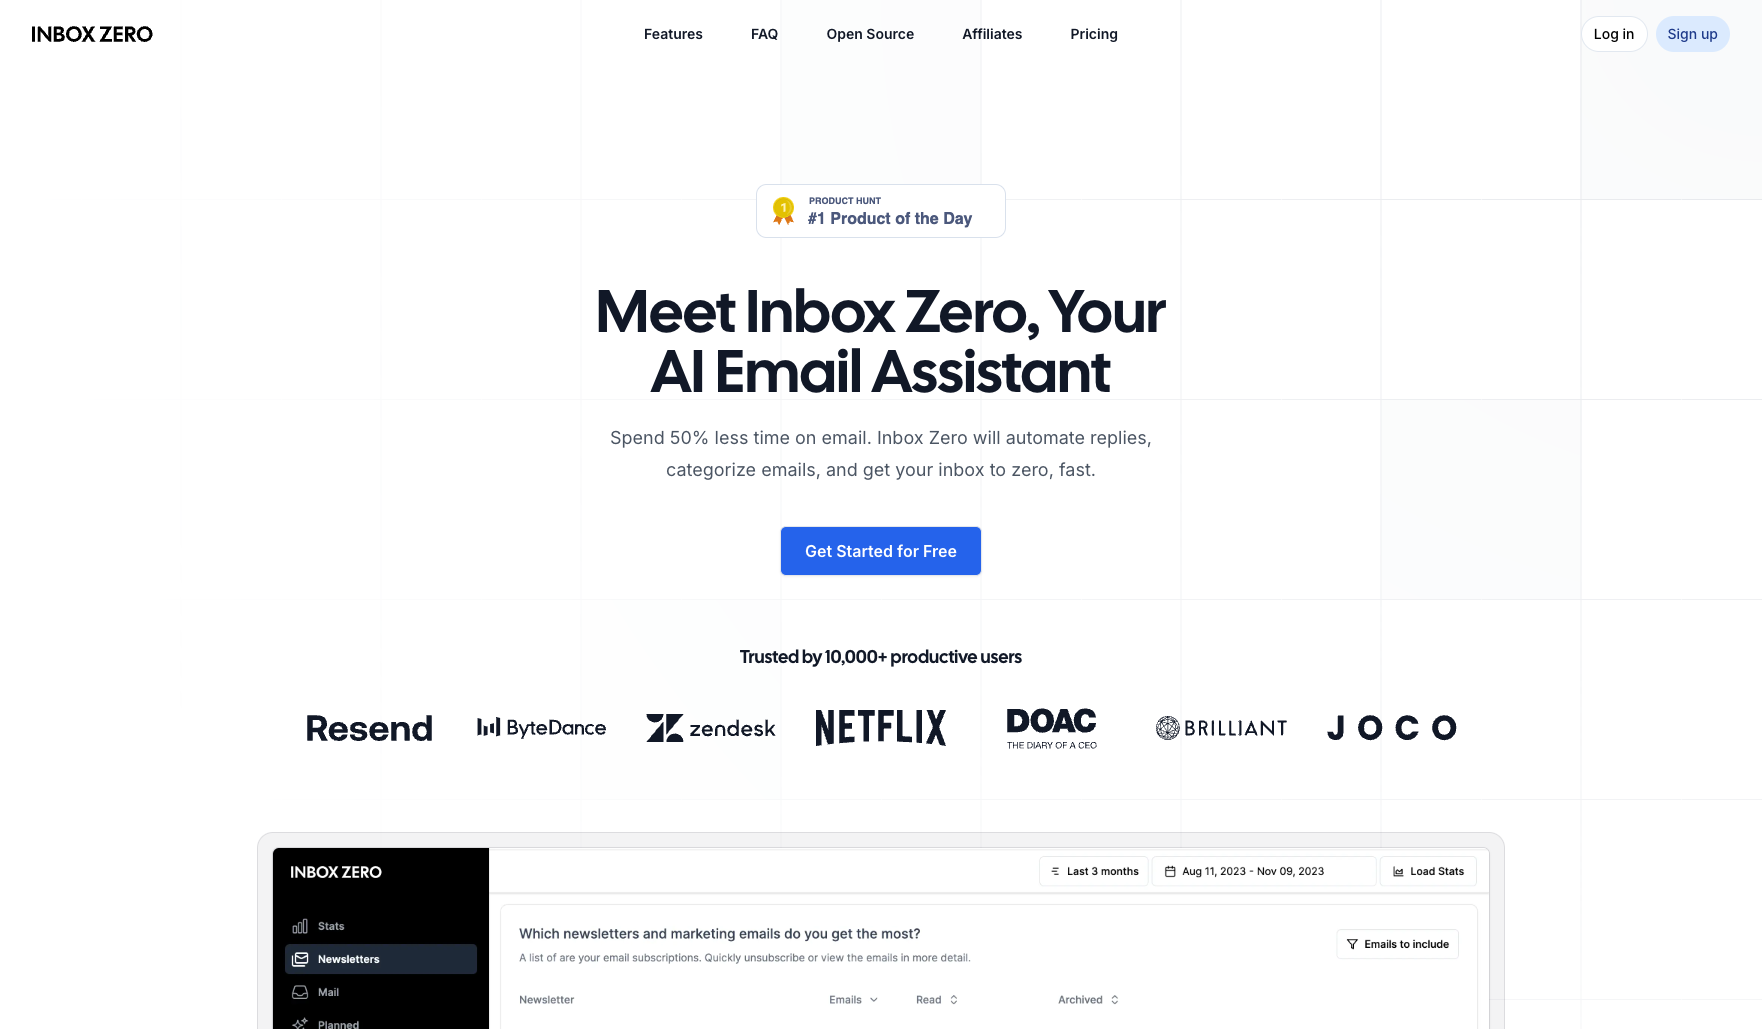 INBOX ZERO
Features
FAQ
Open Source
Affiliates
Pricing
Log in
Sign up
1
PRODUCT HUNT
#1 Product of the Day
Meet Inbox Zero, Your
AI Email Assistant
Spend 50% less time on email. Inbox Zero will automate replies,
categorize emails, and get your inbox to zero, fast.
Get Started for Free
Trusted by 10,000+ productive users
Resend
ByteDance
zendesk
NETFLIX
DOAC
THE DIARY OF A CEO
BRILLIANT
JOCO
INBOX ZERO
Stats
Newsletters
Mail
Planned
Last 3 months
Aug 11, 2023 - Nov 09, 2023
Load Stats
Which newsletters and marketing emails do you get the most?
A list of are your email subscriptions. Quickly unsubscribe or view the emails in more detail.
Emails to include
Newsletter
Emails
Read
Archived